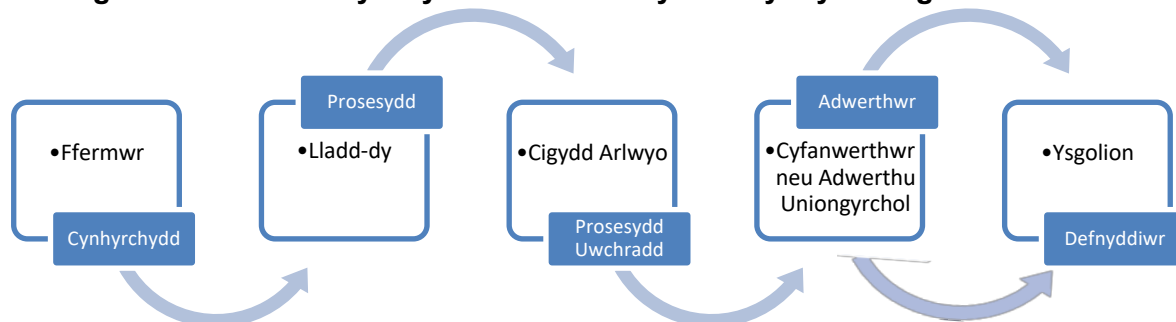 Prosesydd
Adwerthwr
•Ffermwr
•Lladd-dy
•Cigydd Arlwyo
•Cyfanwerthwr
neu Adwerthu
Uniongyrchol
•Ysgolion
Cynhyrchydd
Prosesydd
Uwchradd
Defnyddiwr